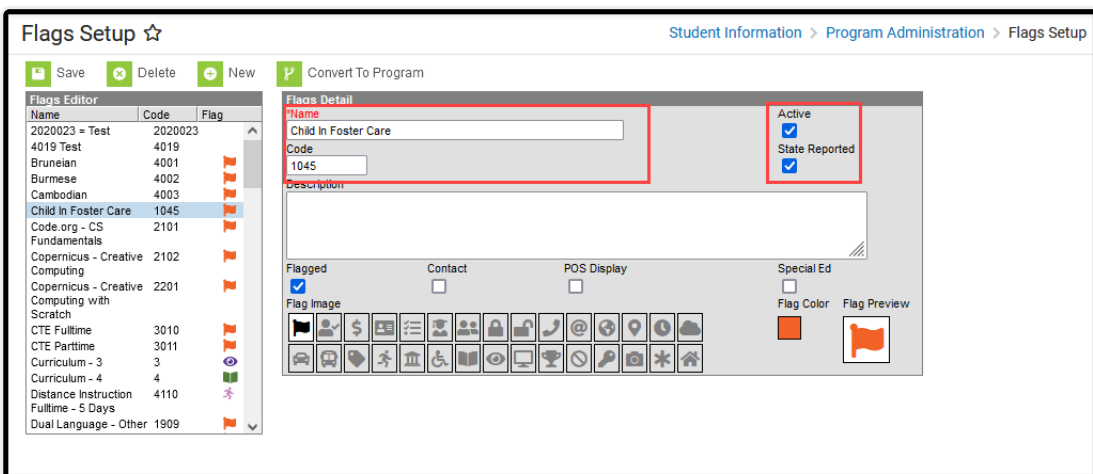 Flags Setup
Student Information > Program Administration > Flags Setup
Save Delete New Convert To Program
Flags Editor
Name Code Flag
2020023 = Test 2020023
4019 Test 4019
Bruneian 4001
Burmese 4002
Cambodian 4003
Child In Foster Care 1045
Code.org - CS 2101
Fundamentals
Copernicus - Creative 2102
Computing
Copernicus - Creative 2201
Computing with
Scratch
CTE Fulltime 3010
CTE Parttime 3011
Curriculum - 3 3
Curriculum - 4 4
Distance Instruction 4110
Fulltime - 5 Days
Dual Language - Other 1909
Flags Detail
*Name
Child In Foster Care
Code
1045
Active
State Reported
Description
Flagged Contact POS Display Special Ed
Flag Image Flag Color Flag Preview